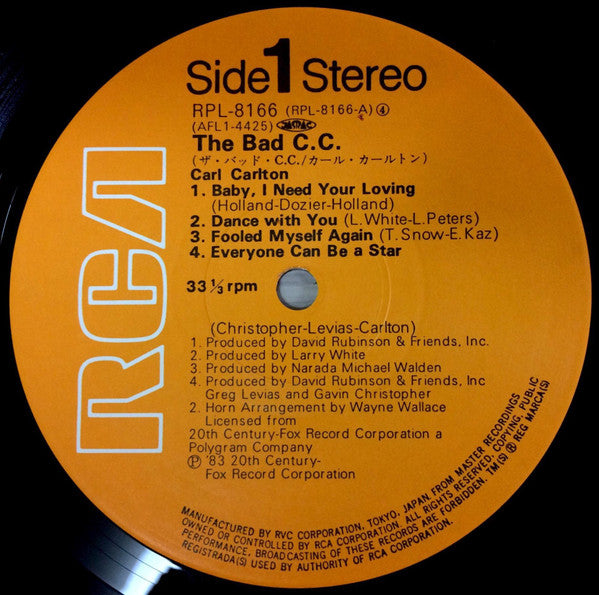 Side 1 Stereo
RPL-8166 (RPL-8166-A) ④
(AFL1-4425) JASRAC
The Bad C.C.
(ザ・バッド・C.C./カール・カールトン)
Carl Carlton
1. Baby, I Need Your Loving
(Holland-Dozier-Holland)
2. Dance with You (L. White-L. Peters)
3. Fooled Myself Again (T. Snow-E. Kaz)
4. Everyone Can Be a Star
33 1/3 rpm
(Christopher-Levias-Carlton)
1. Produced by David Rubinson & Friends, Inc.
2. Produced by Larry White
3. Produced by Narada Michael Walden
4. Produced by David Rubinson & Friends, Inc
Greg Levias and Gavin Christopher
2. Horn Arrangement by Wayne Wallace
Licensed from
20th Century-Fox Record Corporation a
Polygram Company
Ⓟ '83 20th Century-
Fox Record Corporation
RCA
MANUFACTURED BY RVC CORPORATION, TOKYO, JAPAN, FROM MASTER RECORDINGS
OWNED OR CONTROLLED BY RCA CORPORATION. ALL RIGHTS RESERVED, COPYING, PUBLIC
PERFORMANCE, BROADCASTING OF THESE RECORDS ARE FORBIDDEN. TM(S) ® REG MARCA(S)
REGISTRADA(S) USED BY AUTHORITY OF RCA CORPORATION.